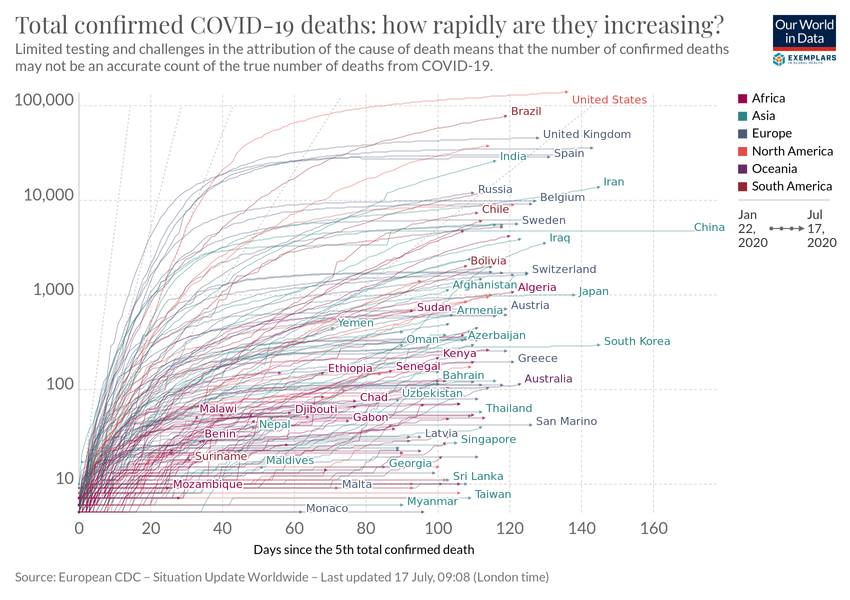 Total confirmed COVID-19 deaths: how rapidly are they increasing?
Limited testing and challenges in the attribution of the cause of death means that the number of confirmed deaths
may not be an accurate count of the true number of deaths from COVID-19.
Our World
in Data
EXEMPLARS
IN GLOBAL HEALTH
100,000
10,000
1,000
100
10
0
20
40
60
80
100
120
140
160
Days since the 5th total confirmed death
United States
Brazil
United Kingdom
India
Spain
Iran
Russia
Belgium
Chile
Sweden
China
Iraq
Bolivia
Switzerland
Afghanistan
Algeria
Japan
Sudan
Armenia
Austria
Yemen
Oman
Azerbaijan
South Korea
Kenya
Greece
Ethiopia
Senegal
Bahrain
Australia
Uzbekistan
Chad
Malawi
Djibouti
Thailand
Gabon
Nepal
San Marino
Benin
Latvia
Singapore
Suriname
Maldives
Georgia
Mozambique
Malta
Sri Lanka
Taiwan
Myanmar
Monaco
Africa
Asia
Europe
North America
Oceania
South America
Jan
22,
2020
Jul
17,
2020
Source: European CDC – Situation Update Worldwide – Last updated 17 July, 09:08 (London time)